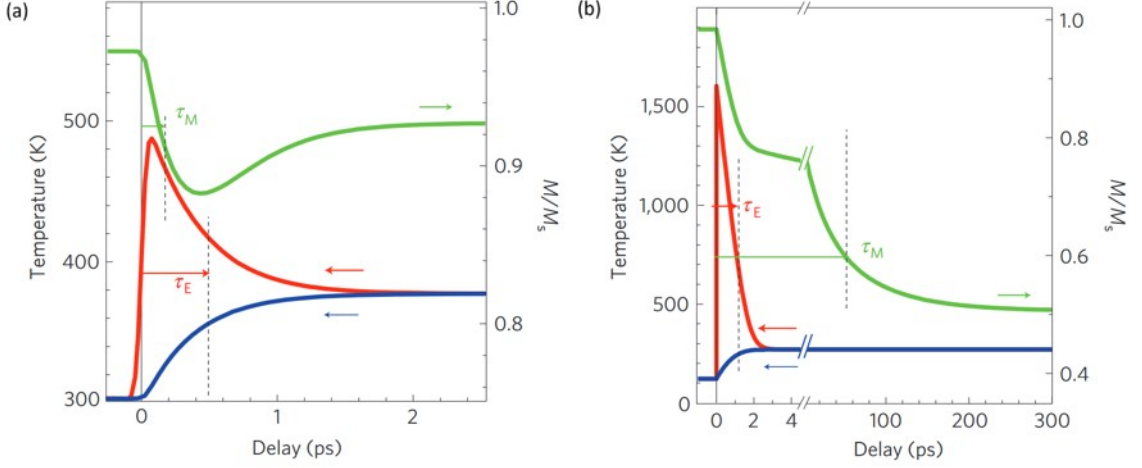 (a)
1.0
500
400
300
Temperature (K)
τM
τE
0.9
0.8
M/Ms
0
1
2
Delay (ps)
(b)
1,500
1,000
500
0
Temperature (K)
τE
τM
1.0
0.8
0.6
0.4
M/Ms
0
2
4
100
200
300
Delay (ps)